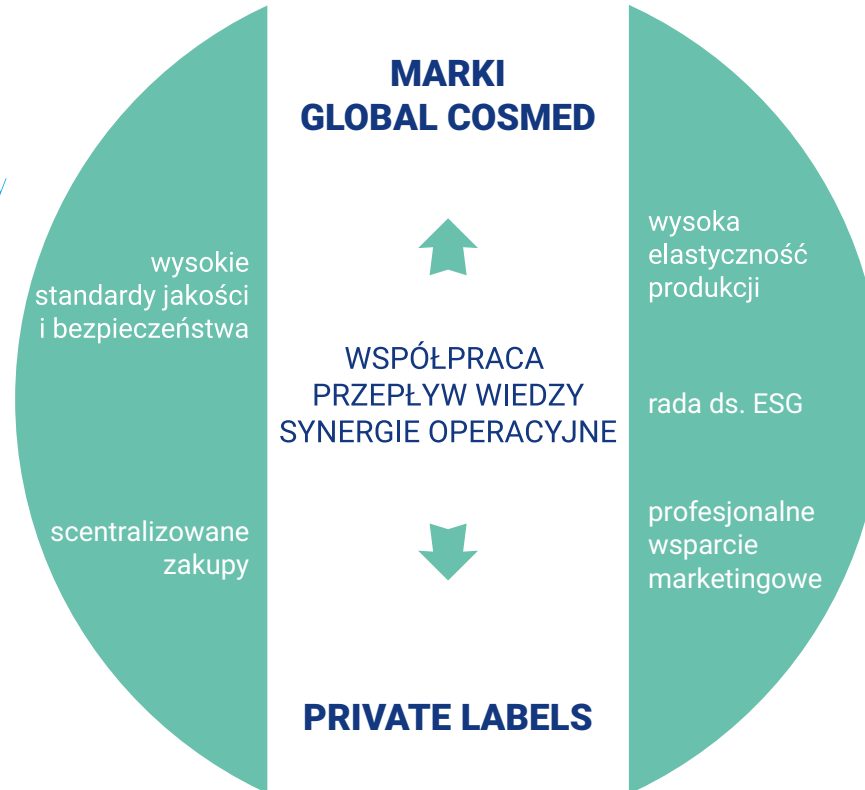 MARKI
GLOBAL COSMED
wysokie
standardy jakości
i bezpieczeństwa
scentralizowane
zakupy
WSPÓŁPRACA
PRZEPŁYW WIEDZY
SYNERGIE OPERACYJNE
wysoka
elastyczność
produkcji
rada ds. ESG
profesjonalne
wsparcie
marketingowe
PRIVATE LABELS